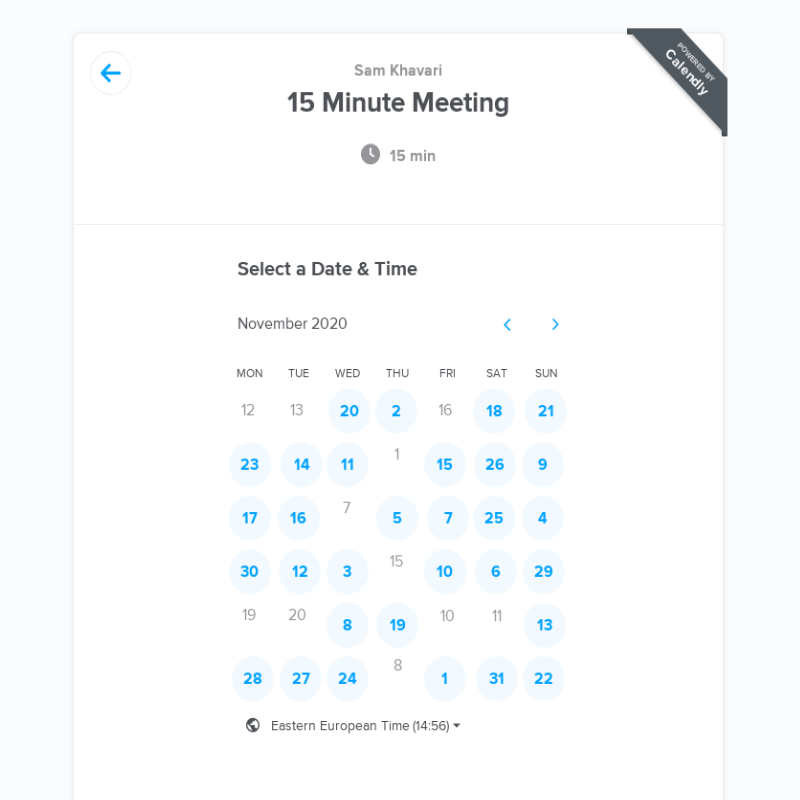 POWERED BY
Calendly
Sam Khavari
15 Minute Meeting
15 min
Select a Date & Time
November 2020
MON TUE WED THU FRI SAT SUN
12 13 20 2 16 18 21
23 14 11 1 15 26 9
17 16 7 5 7 25 4
30 12 3 15 10 6 29
19 20 8 19 10 11 13
28 27 24 8 1 31 22
Eastern European Time (14:56)